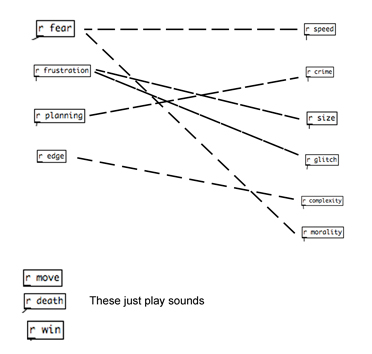 r fear
r speed
r frustration
r crime
r planning
r size
r edge
r glitch
r complexity
r morality
r move
r death
These just play sounds
r win